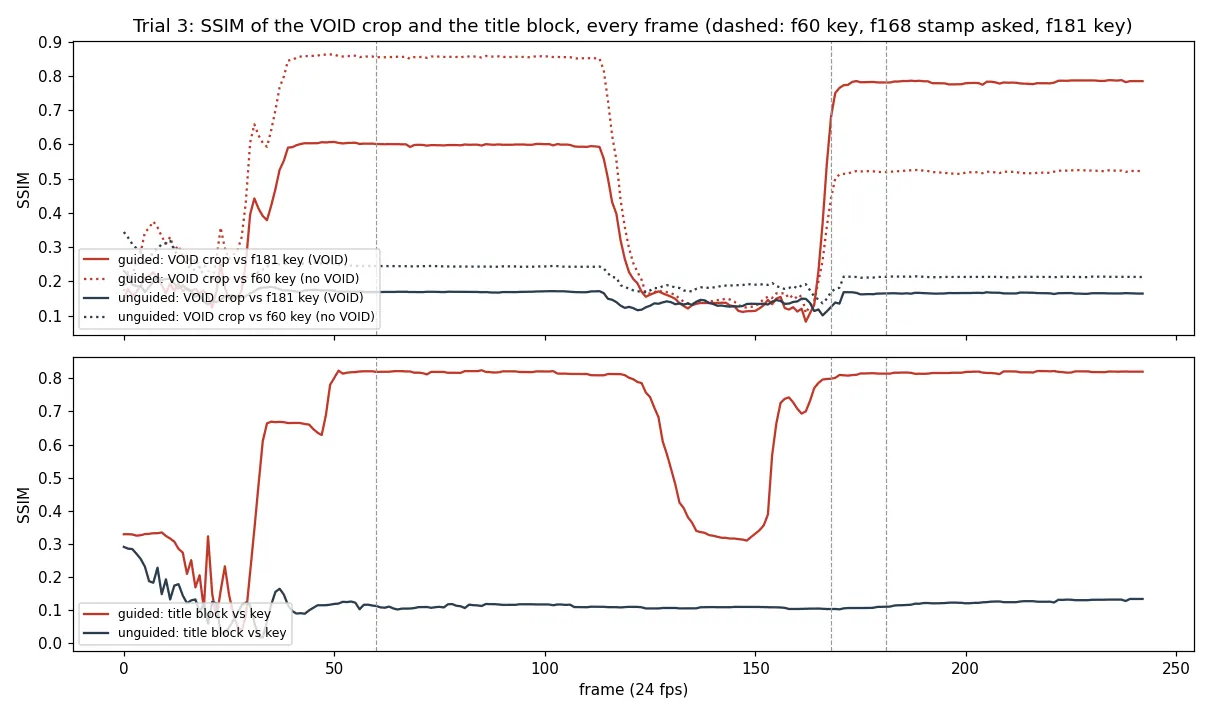 Trial 3: SSIM of the VOID crop and the title block, every frame (dashed: f60 key, f168 stamp asked, f181 key)
0.9
0.8
0.7
0.6
0.5
0.4
0.3
0.2
0.1
SSIM
guided: VOID crop vs f181 key (VOID)
guided: VOID crop vs f60 key (no VOID)
unguided: VOID crop vs f181 key (VOID)
unguided: VOID crop vs f60 key (no VOID)
0.8
0.7
0.6
0.5
0.4
0.3
0.2
0.1
0.0
SSIM
guided: title block vs key
unguided: title block vs key
0 50 100 150 200 250
frame (24 fps)